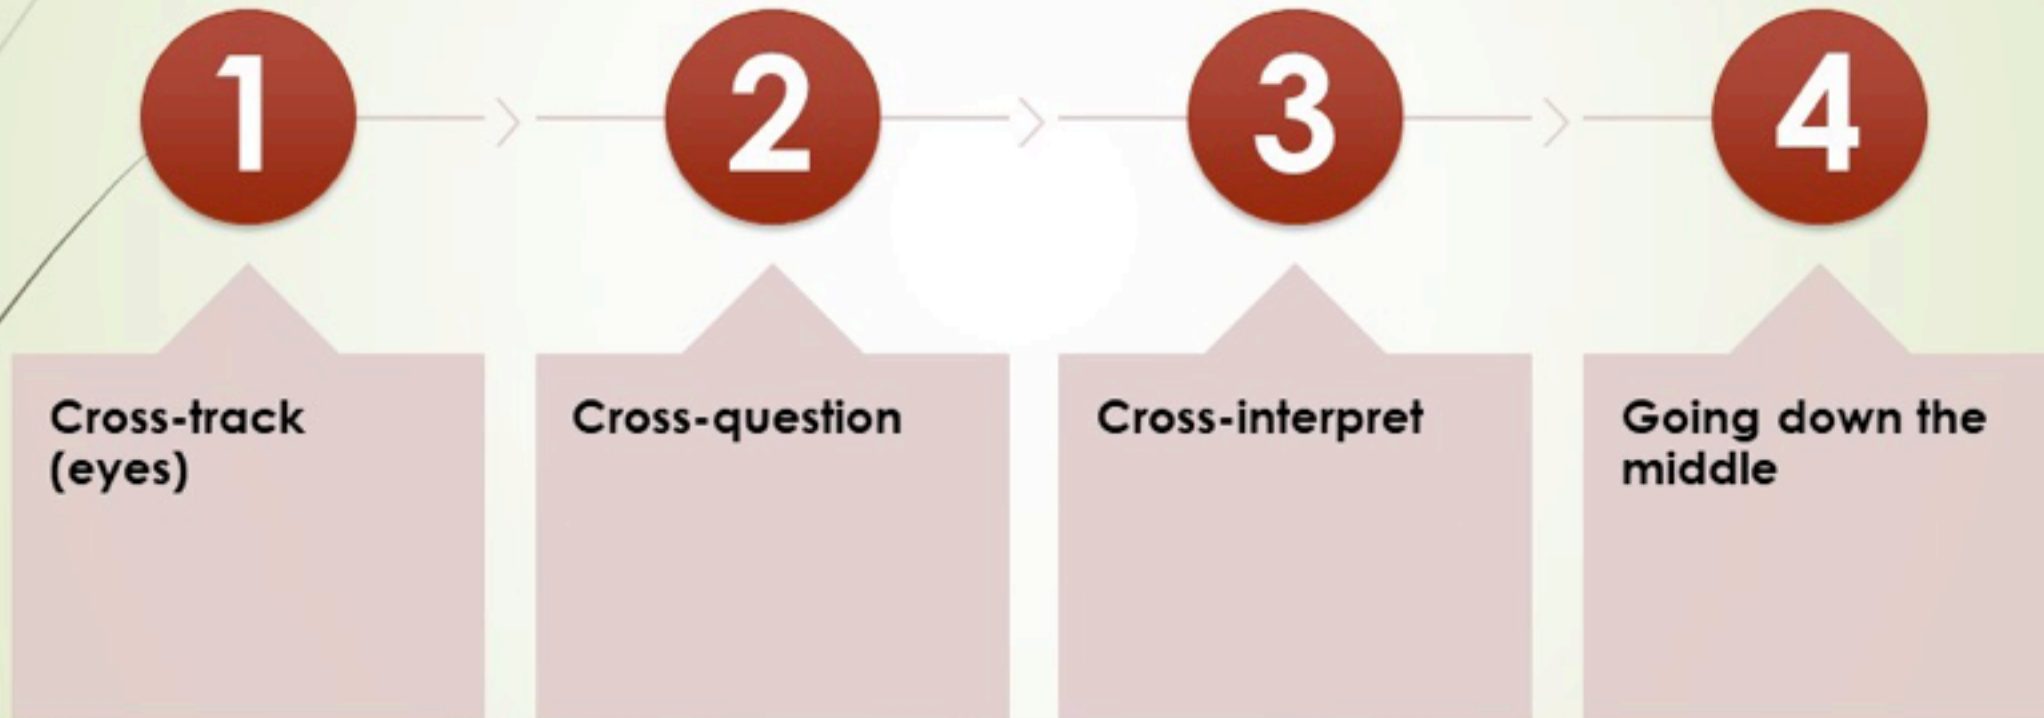 1
2
3
4
Cross-track
(eyes)
Cross-question
Cross-interpret
Going down the
middle